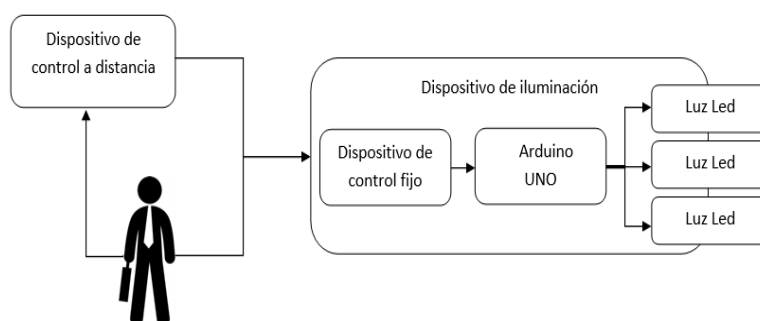 Dispositivo de
control a distancia
Dispositivo de iluminación
Dispositivo de
control fijo
Arduino
UNO
Luz Led
Luz Led
Luz Led